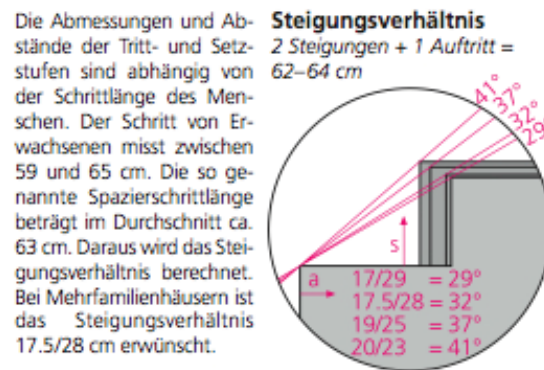 Die Abmessungen und Ab-
stände der Tritt- und Setz-
stufen sind abhängig von
der Schrittlänge des Men-
schen. Der Schritt von Er-
wachsenen misst zwischen
59 und 65 cm. Die so ge-
nannte Spazierschrittlänge
beträgt im Durchschnitt ca.
63 cm. Daraus wird das Stei-
gungsverhältnis berechnet.
Bei Mehrfamilienhäusern ist
das Steigungsverhältnis
17.5/28 cm erwünscht.
Steigungsverhältnis
2 Steigungen + 1 Auftritt =
62–64 cm
41°
37°
32°
29°
s
a
17/29 = 29°
17.5/28 = 32°
19/25 = 37°
20/23 = 41°